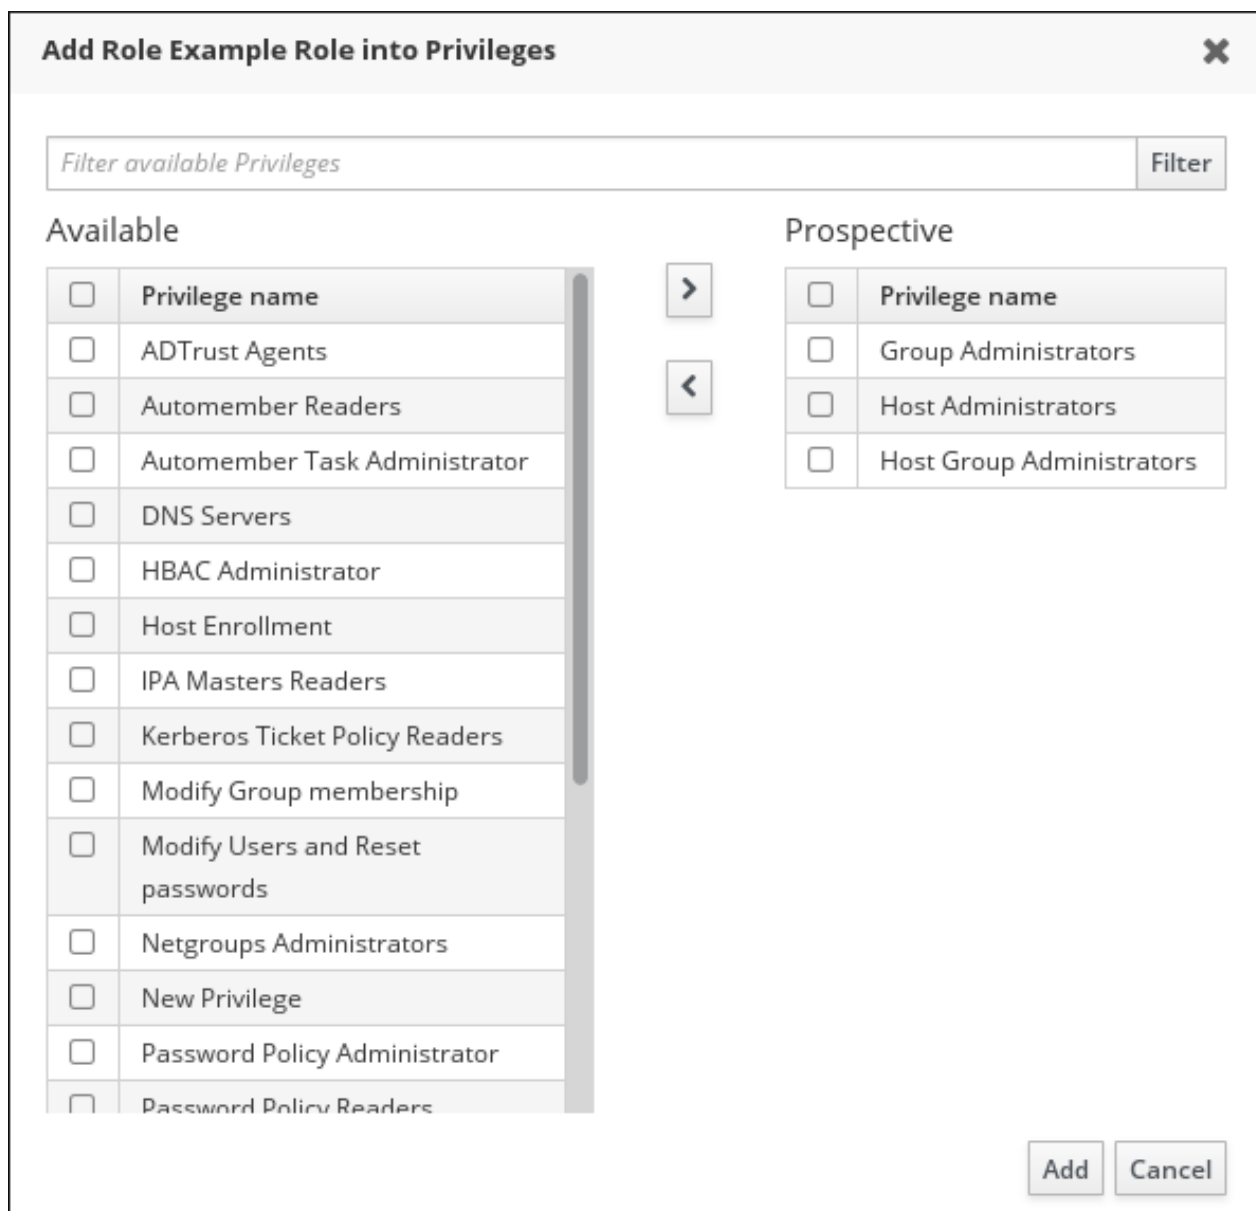 Add Role Example Role into Privileges
Filter available Privileges
Filter
Available
Privilege name
ADTrust Agents
Automember Readers
Automember Task Administrator
DNS Servers
HBAC Administrator
Host Enrollment
IPA Masters Readers
Kerberos Ticket Policy Readers
Modify Group membership
Modify Users and Reset
passwords
Netgroups Administrators
New Privilege
Password Policy Administrator
Password Policy Readers
Prospective
Privilege name
Group Administrators
Host Administrators
Host Group Administrators
Add
Cancel